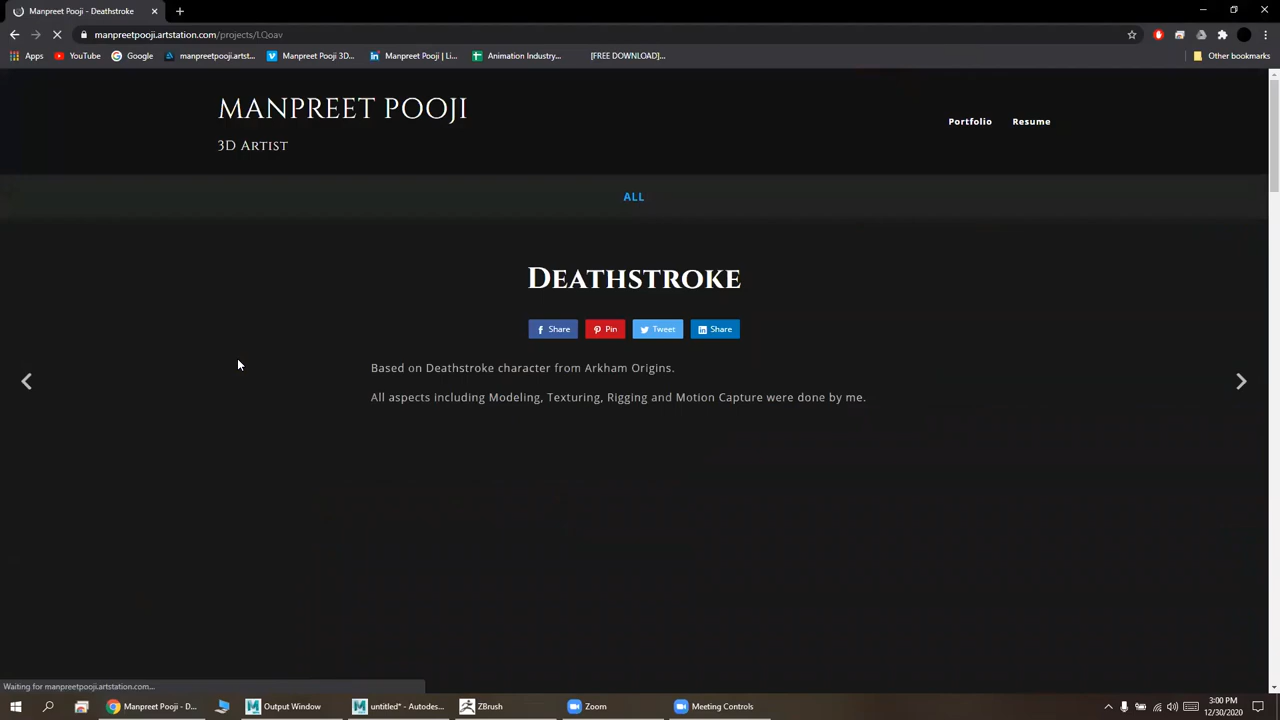 Manpreet Pooji - Deathstroke
manpreetpooji.artstation.com/projects/LQoav
Apps
YouTube
Google
manpreetpooji.artst...
Manpreet Pooji 3D...
Manpreet Pooji | Li...
Animation Industry...
[FREE DOWNLOAD]...
Other bookmarks
MANPREET POOJI
3D ARTIST
Portfolio
Resume
ALL
DEATHSTROKE
Share
Pin
Tweet
Share
Based on Deathstroke character from Arkham Origins.
All aspects including Modeling, Texturing, Rigging and Motion Capture were done by me.
Waiting for manpreetpooji.artstation.com...
Manpreet Pooji - D...
Output Window
untitled* - Autodes...
ZBrush
Zoom
Meeting Controls
3:00 PM
12/30/2020